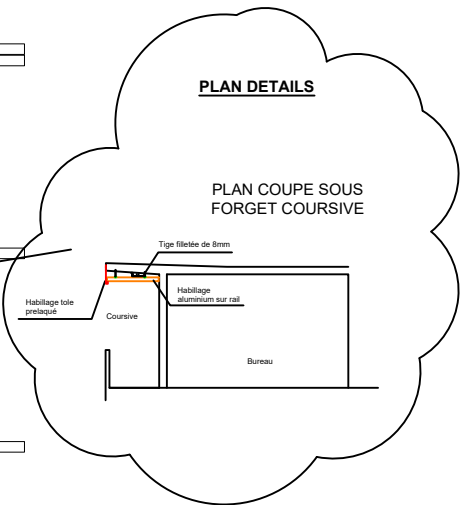 PLAN DETAILS
PLAN COUPE SOUS
FORGET COURSIVE
Tige filletée de 8mm
Habillage tole
prelaqué
Habillage
aluminium sur rail
Coursive
Bureau